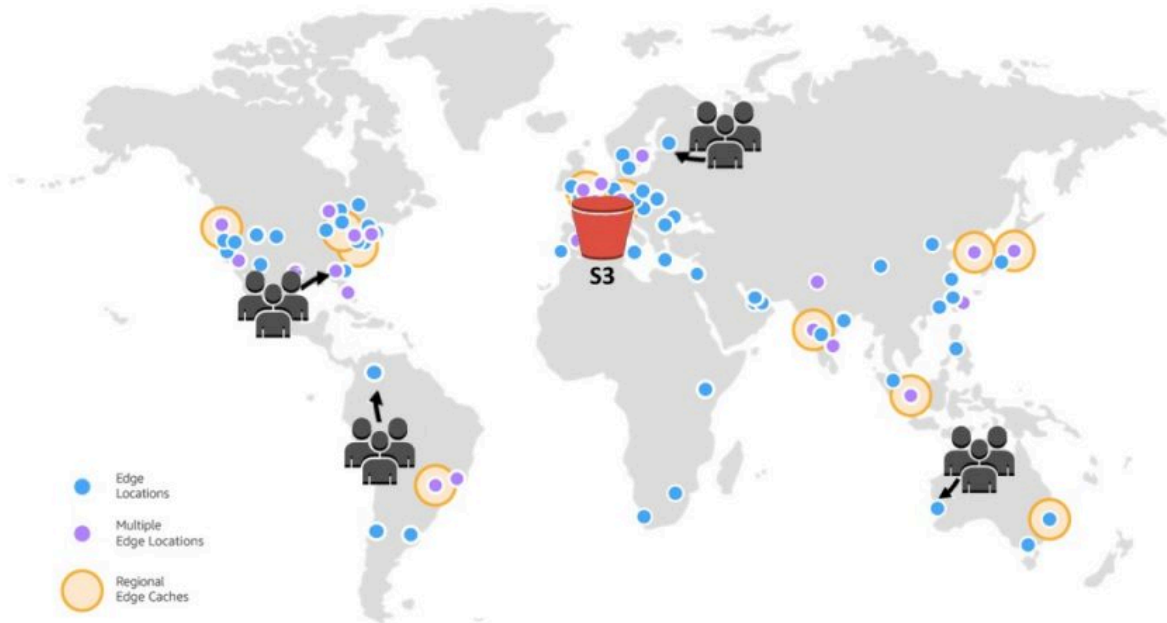 S3
Edge
Locations
Multiple
Edge Locations
Regional
Edge Caches